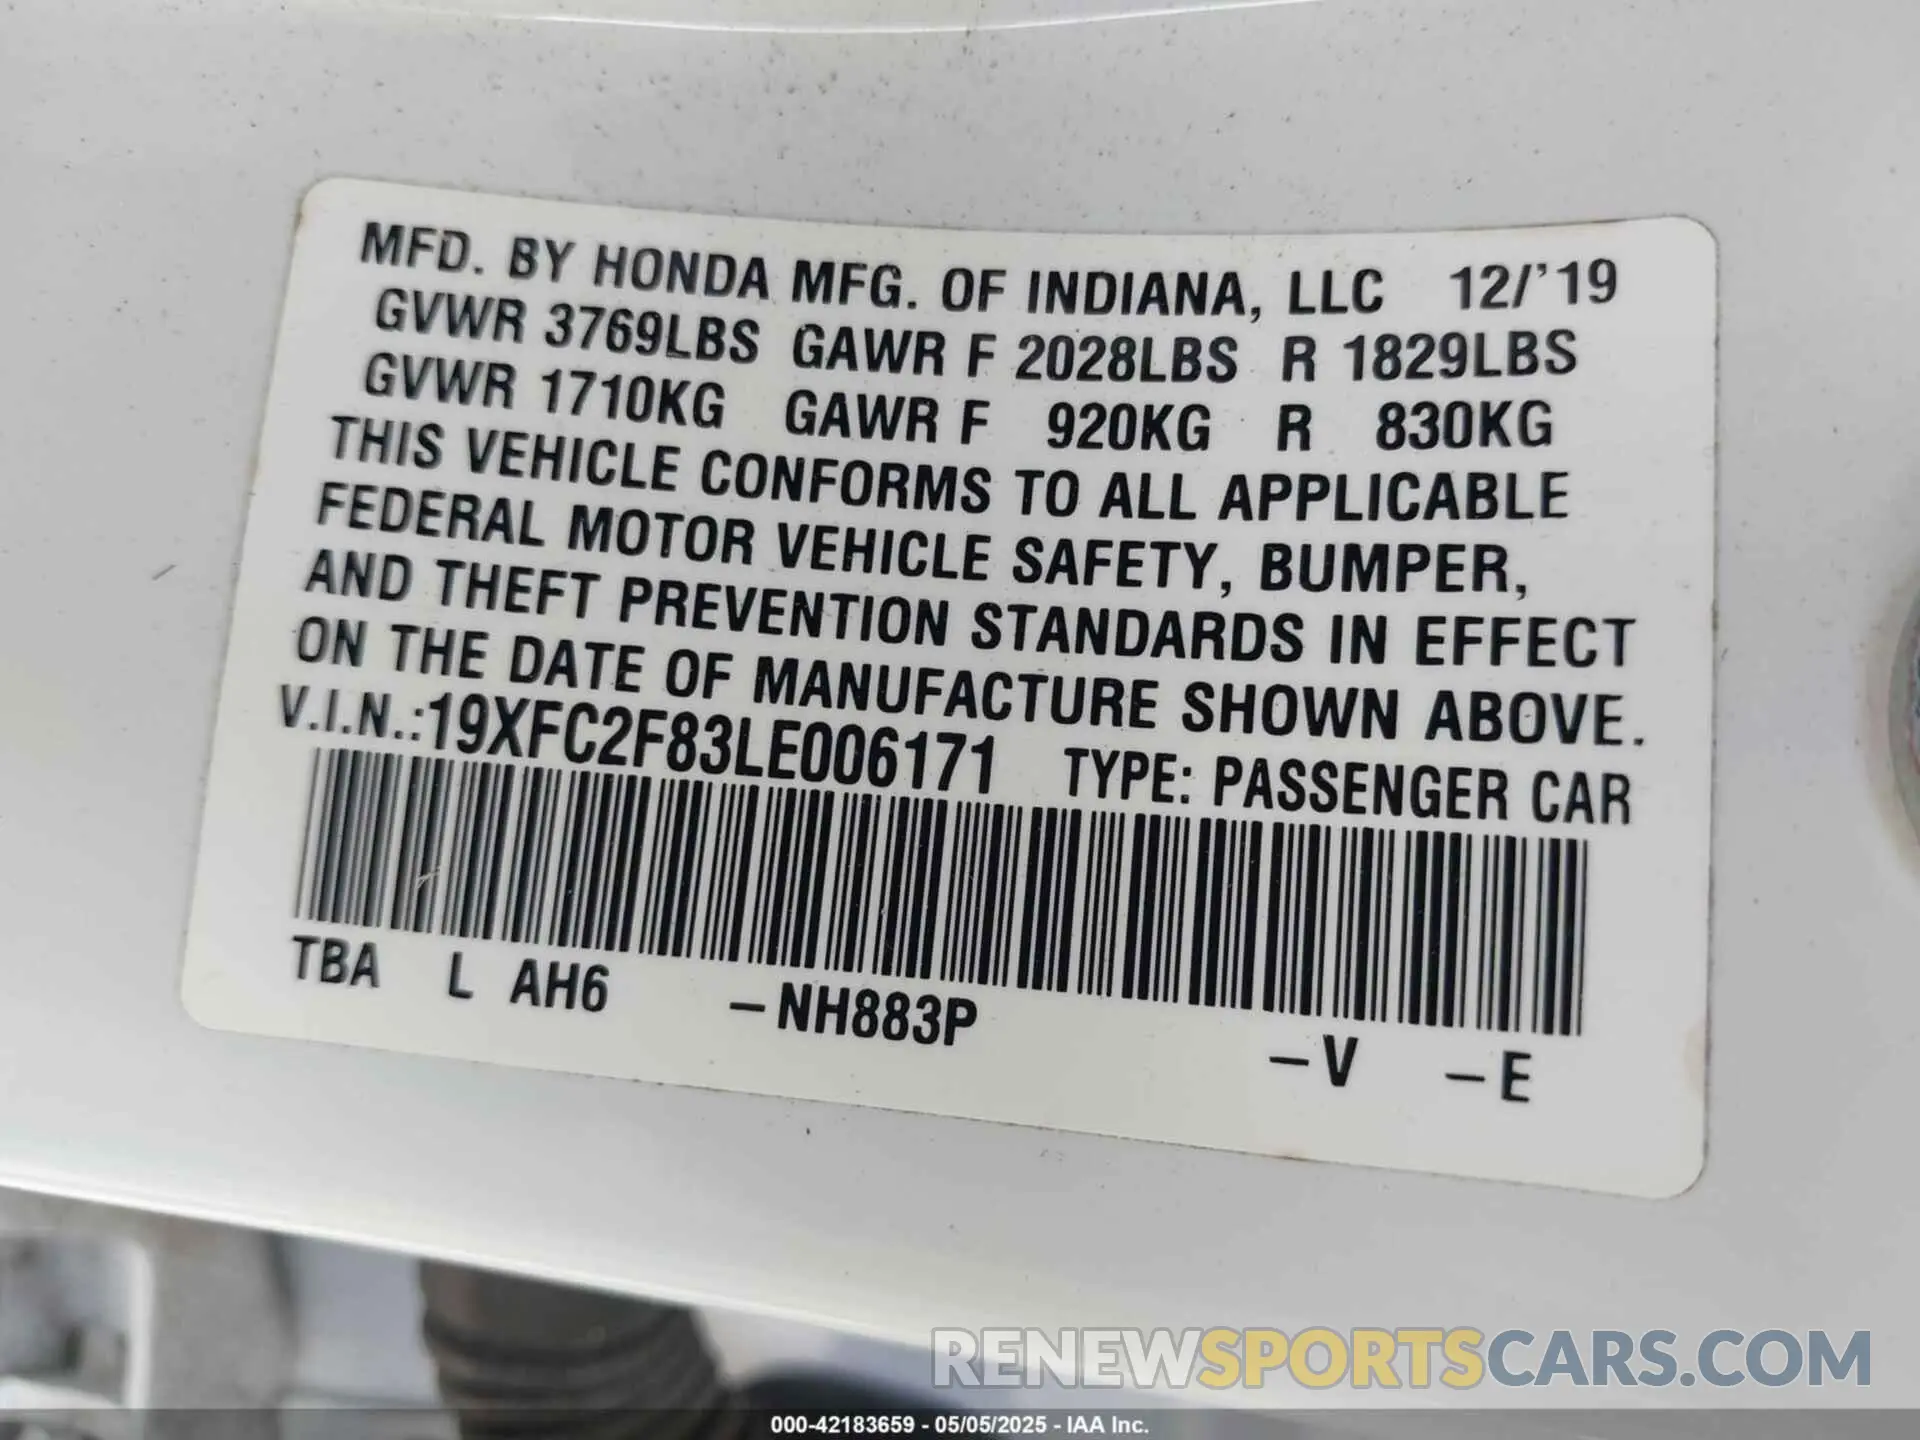 MFD. BY HONDA MFG. OF INDIANA, LLC 12/'19
GVWR 3769LBS GAWR F 2028LBS R 1829LBS
GVWR 1710KG GAWR F 920KG R 830KG
THIS VEHICLE CONFORMS TO ALL APPLICABLE
FEDERAL MOTOR VEHICLE SAFETY, BUMPER,
AND THEFT PREVENTION STANDARDS IN EFFECT
ON THE DATE OF MANUFACTURE SHOWN ABOVE.
V.I.N.:19XFC2F83LE006171 TYPE: PASSENGER CAR
TBA L AH6 –NH883P –V –E
RENEWSPORTSCARS.COM
000-42183659 - 05/05/2025 - IAA Inc.